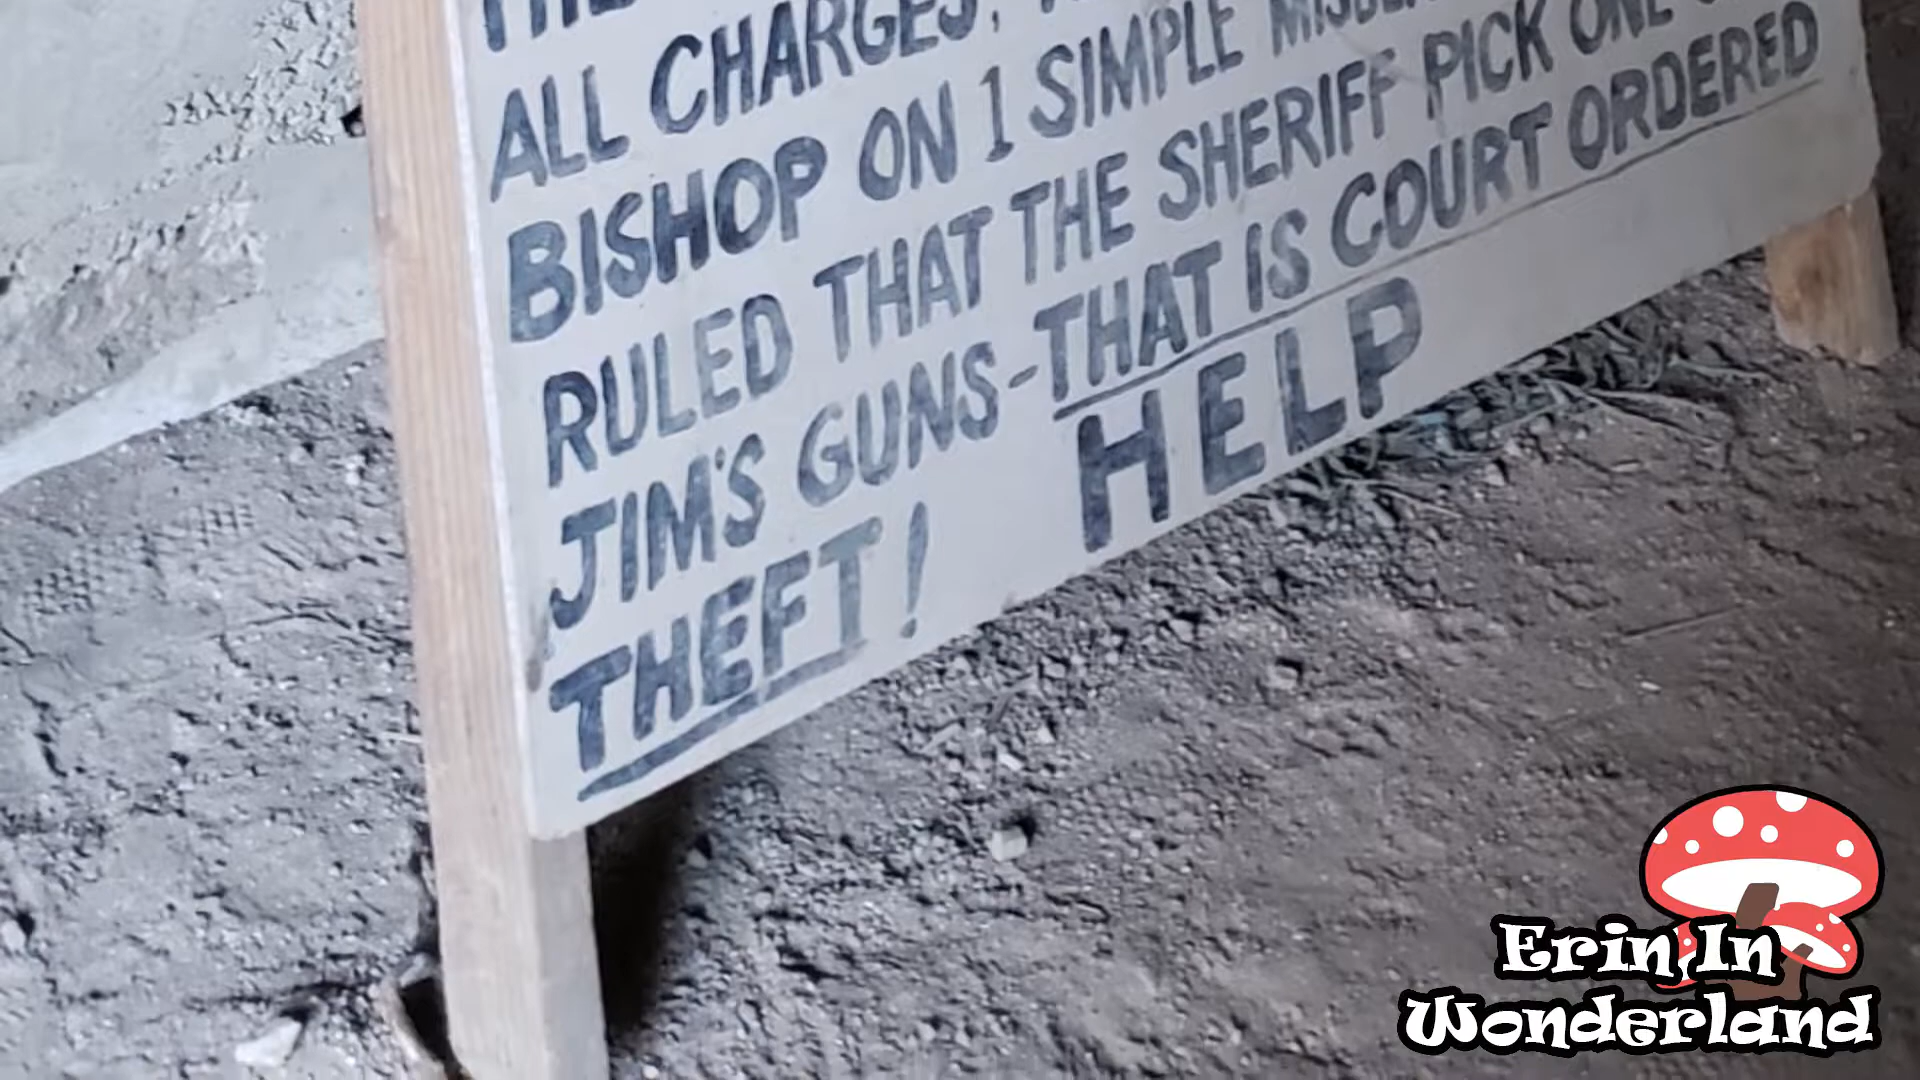 ALL CHARGES,
BISHOP ON 1 SIMPLE
RULED THAT THE SHERIFF PICK ONE
JIM'S GUNS-THAT IS COURT ORDERED
THEFT! HELP
Erin In
Wonderland